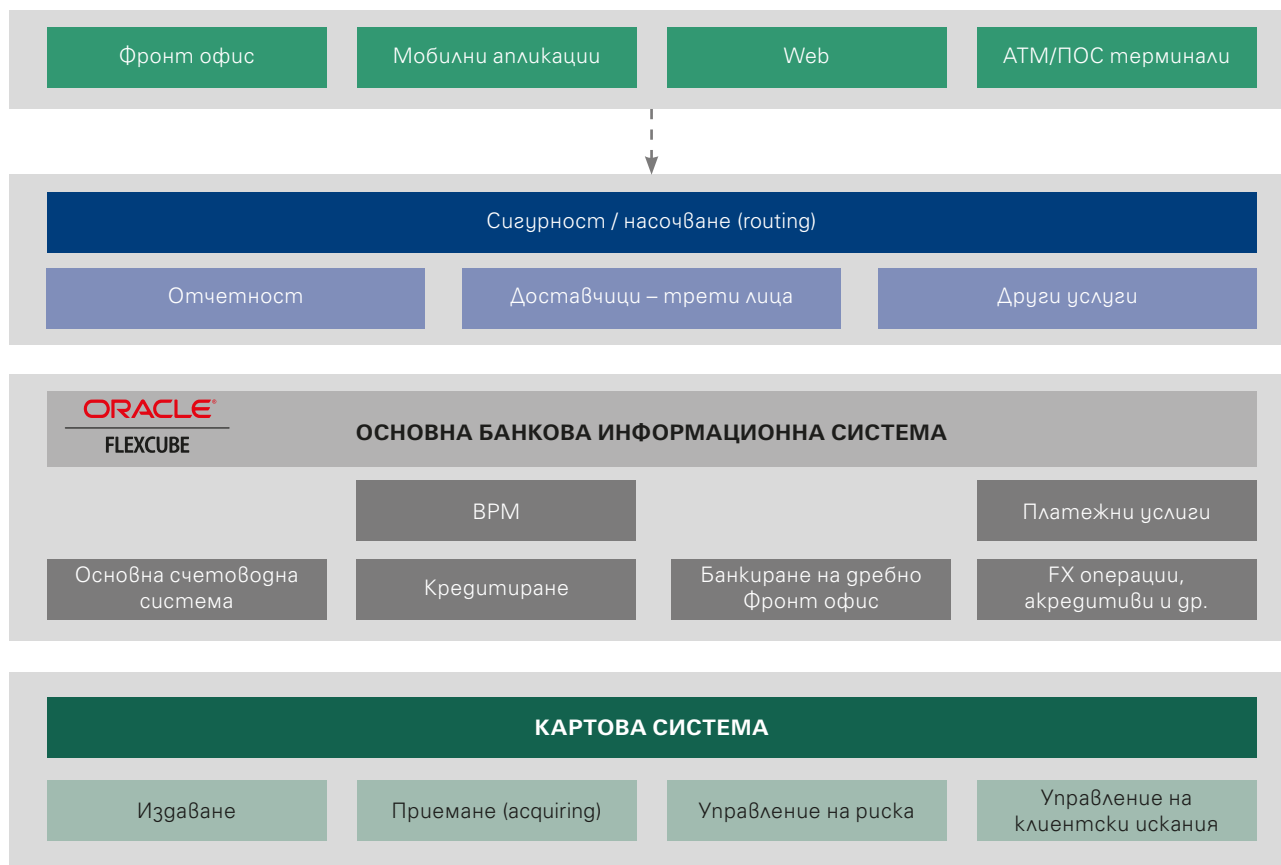 Фронт офис
Мобилни апликации
Web
АТМ/ПОС терминали
Сигурност / насочване (routing)
Отчетност
Доставчици – трети лица
Други услуги
ORACLE®
FLEXCUBE
ОСНОВНА БАНКОВА ИНФОРМАЦИОННА СИСТЕМА
BPM
Платежни услиги
Основна счетоводна
система
Кредитиране
Банкиране на дребно
Фронт офис
FX операции,
акредитиви и др.
КАРТОВА СИСТЕМА
Издаване
Приемане (acquiring)
Управление на риска
Управление на
клиентски искания